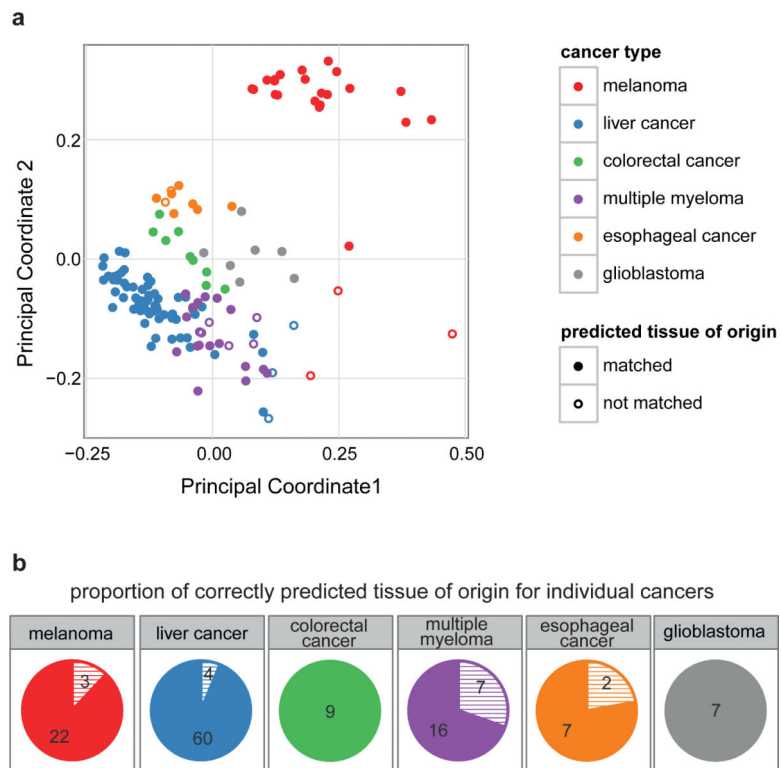 a
cancer type
melanoma
liver cancer
colorectal cancer
multiple myeloma
esophageal cancer
glioblastoma
predicted tissue of origin
matched
not matched
Principal Coordinate 2
0.2
0.0
−0.2
−0.25
0.00
0.25
0.50
Principal Coordinate1
b
proportion of correctly predicted tissue of origin for individual cancers
melanoma
liver cancer
colorectal
cancer
multiple
myeloma
esophageal
cancer
glioblastoma
3
22
4
60
9
7
16
2
7
7